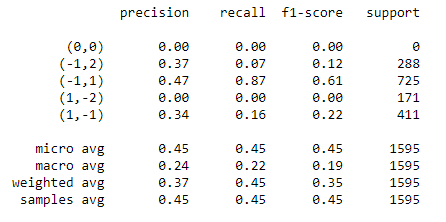 precision recall f1-score support
(0,0) 0.00 0.00 0.00 0
(-1,2) 0.37 0.07 0.12 288
(-1,1) 0.47 0.87 0.61 725
(1,-2) 0.00 0.00 0.00 171
(1,-1) 0.34 0.16 0.22 411
micro avg 0.45 0.45 0.45 1595
macro avg 0.24 0.22 0.19 1595
weighted avg 0.37 0.45 0.35 1595
samples avg 0.45 0.45 0.45 1595